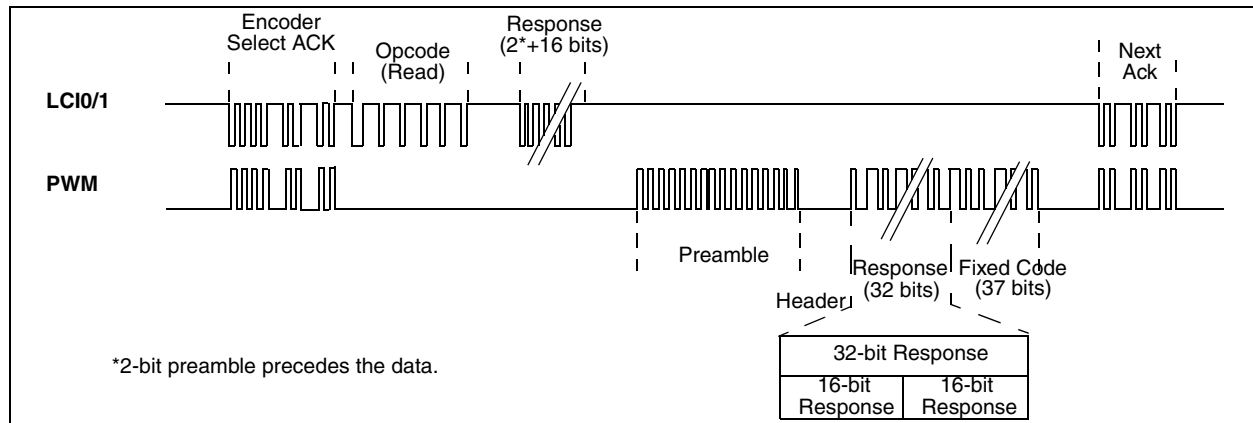 Encoder
Select ACK
Opcode
(Read)
Response
(2*+16 bits)
Next
Ack
LCI0/1
PWM
Preamble
Header
Response
(32 bits)
Fixed Code
(37 bits)
*2-bit preamble precedes the data.
32-bit Response
16-bit
Response
16-bit
Response